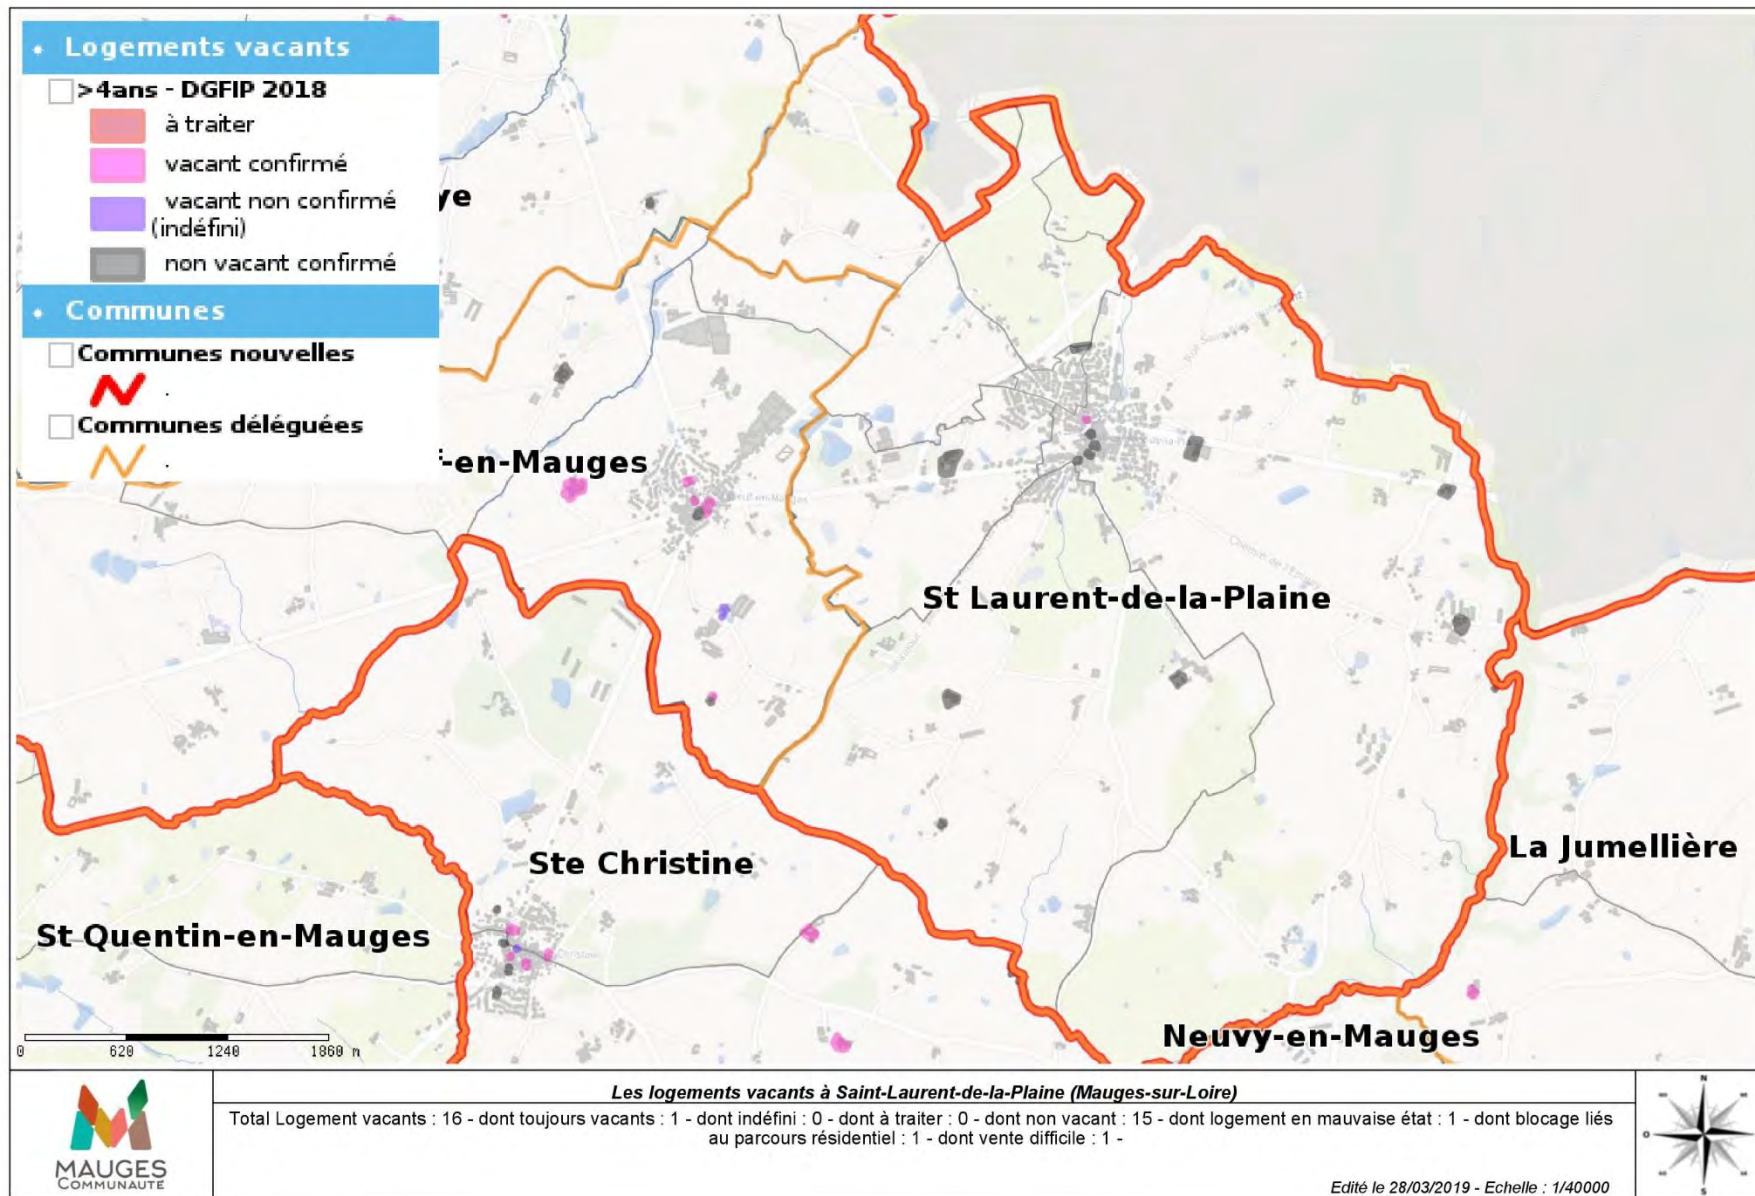 Logements vacants
>4ans - DGFIP 2018
à traiter
vacant confirmé
vacant non confirmé
(indéfini)
non vacant confirmé
Communes
Communes nouvelles
.
Communes déléguées
.
ye
-en-Mauges
St Laurent-de-la-Plaine
Ste Christine
St Quentin-en-Mauges
La Jumellière
Neuvy-en-Mauges
0 620 1240 1860 m
MAUGES
COMMUNAUTÉ
Les logements vacants à Saint-Laurent-de-la-Plaine (Mauges-sur-Loire)
Total Logement vacants : 16 - dont toujours vacants : 1 - dont indéfini : 0 - dont à traiter : 0 - dont non vacant : 15 - dont logement en mauvaise état : 1 - dont blocage liés
au parcours résidentiel : 1 - dont vente difficile : 1 -
Edité le 28/03/2019 - Echelle : 1/40000
N
O
E
S